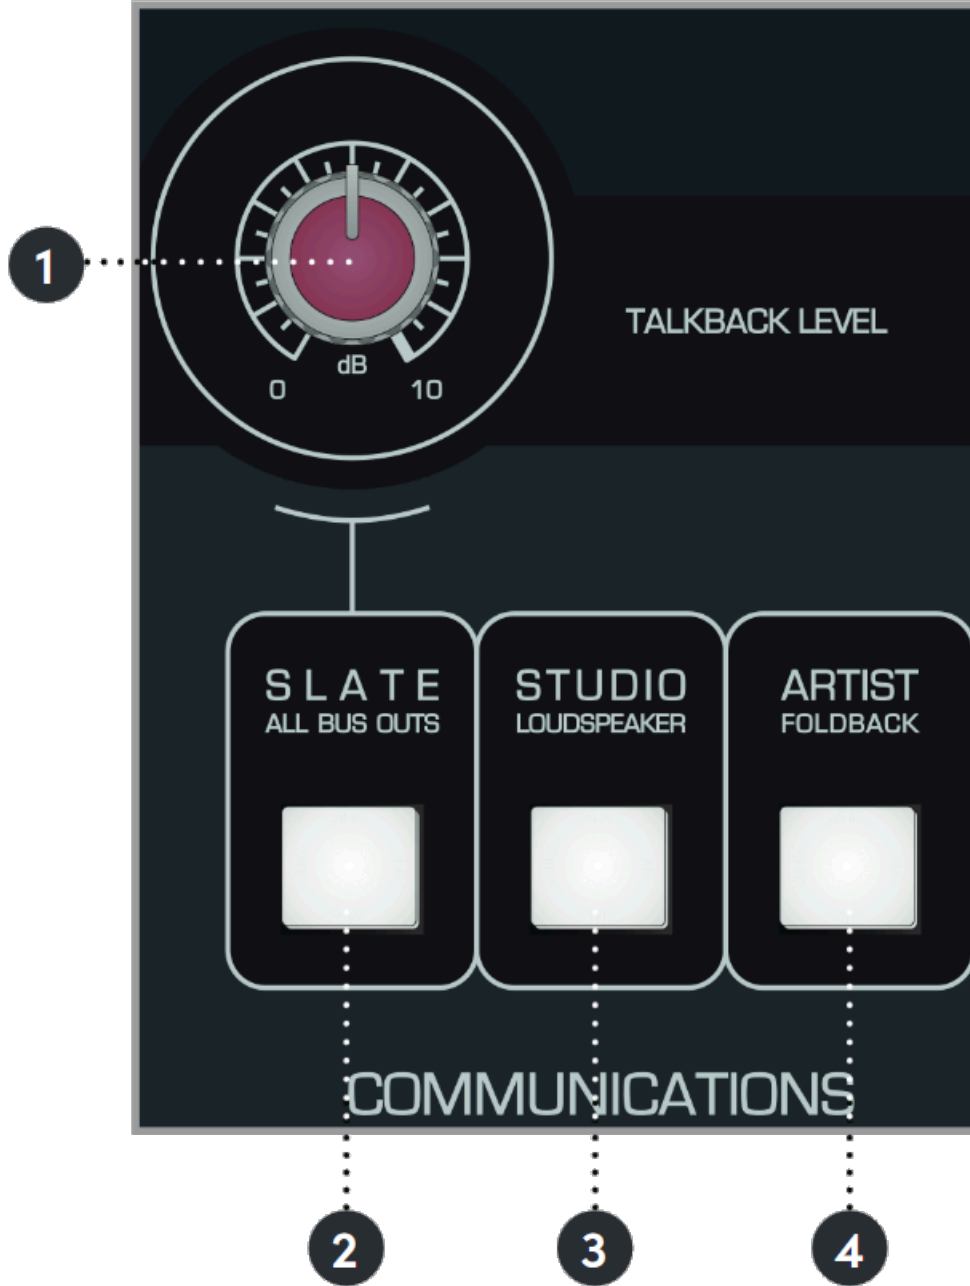 1
TALKBACK LEVEL
dB
0 10
SLATE
ALL BUS OUTS
STUDIO
LOUDSPEAKER
ARTIST
FOLDBACK
COMMUNICATIONS
2 3 4